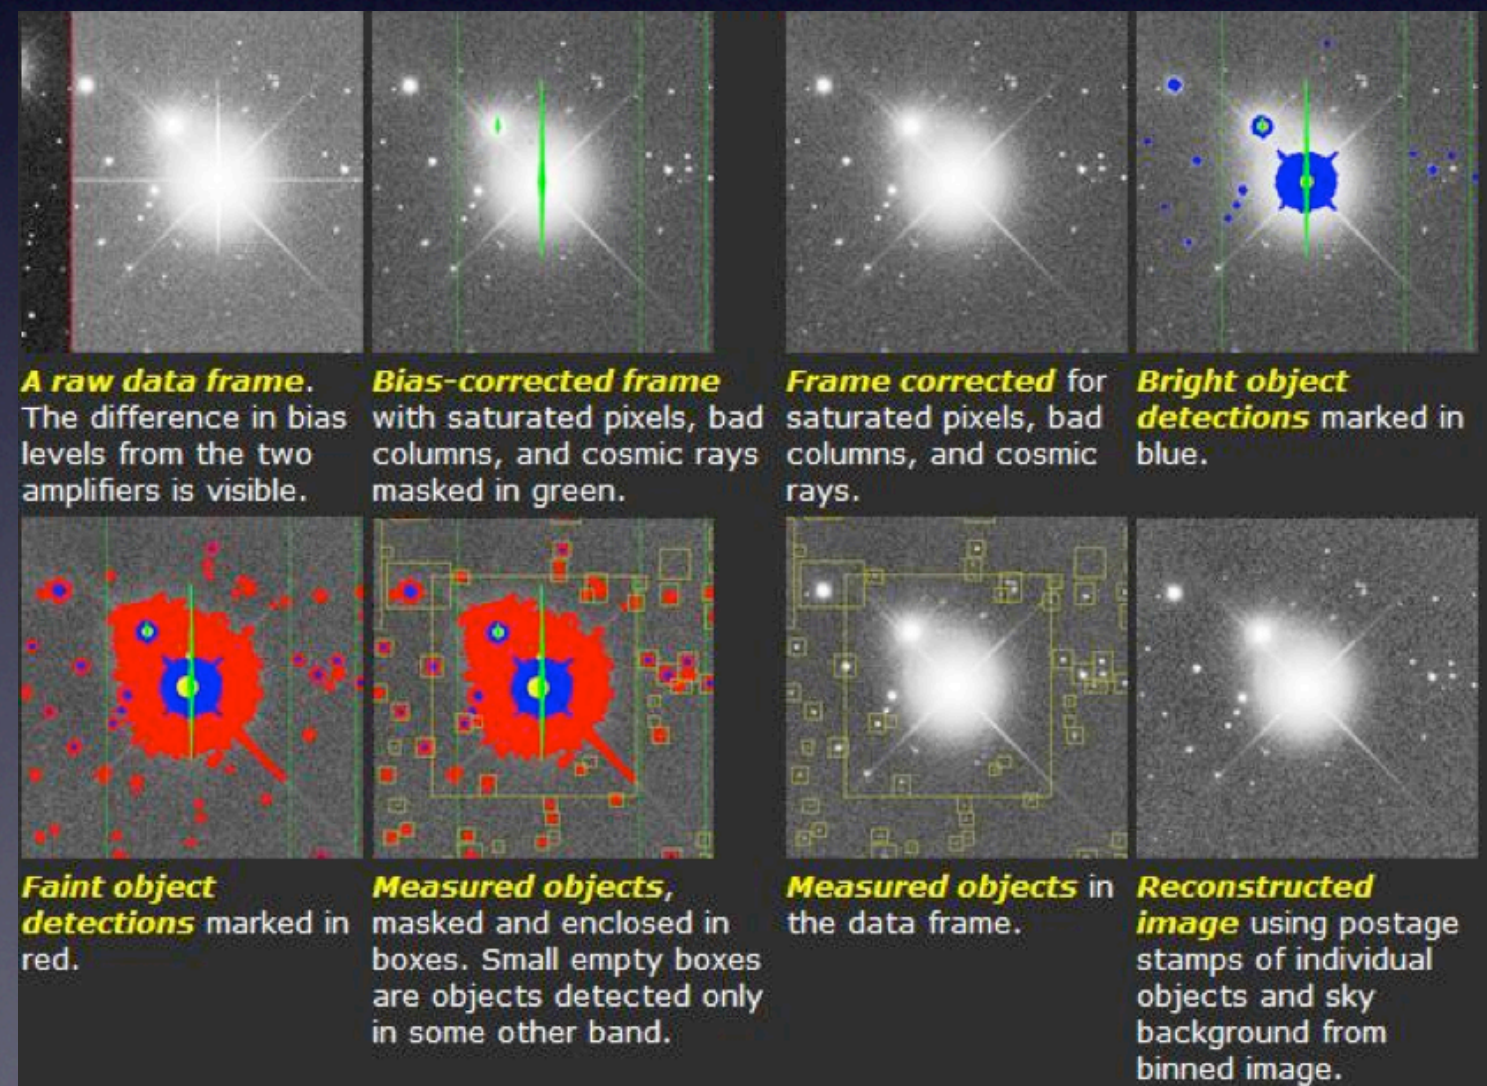 A raw data frame.
The difference in bias
levels from the two
amplifiers is visible.
Bias-corrected frame
with saturated pixels, bad
columns, and cosmic rays
masked in green.
Frame corrected for
saturated pixels, bad
columns, and cosmic
rays.
Bright object
detections marked in
blue.
Faint object
detections marked in
red.
Measured objects,
masked and enclosed in
boxes. Small empty boxes
are objects detected only
in some other band.
Measured objects in
the data frame.
Reconstructed
image using postage
stamps of individual
objects and sky
background from
binned image.